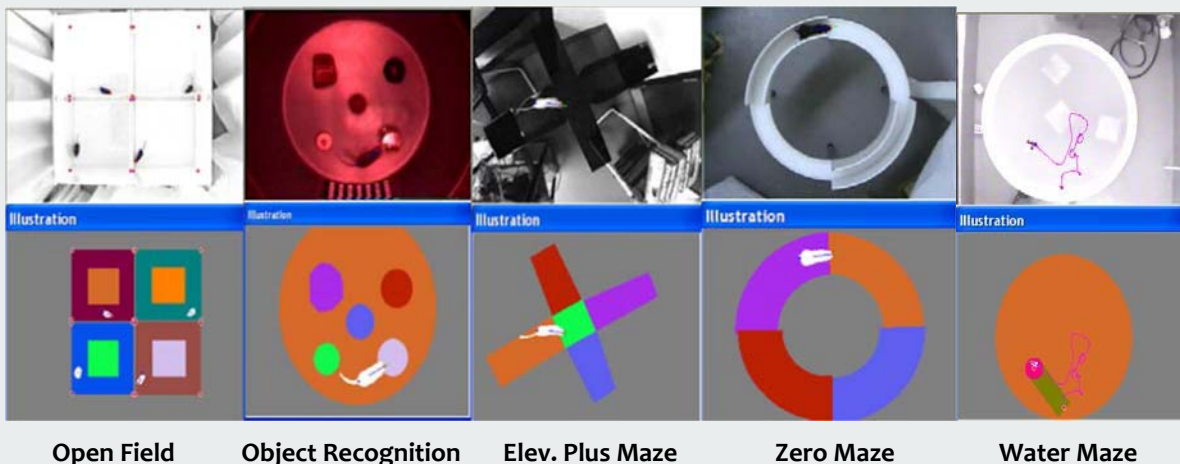 Illustration
Illustration
Illustration
Illustration
Illustration
Open Field
Object Recognition
Elev. Plus Maze
Zero Maze
Water Maze